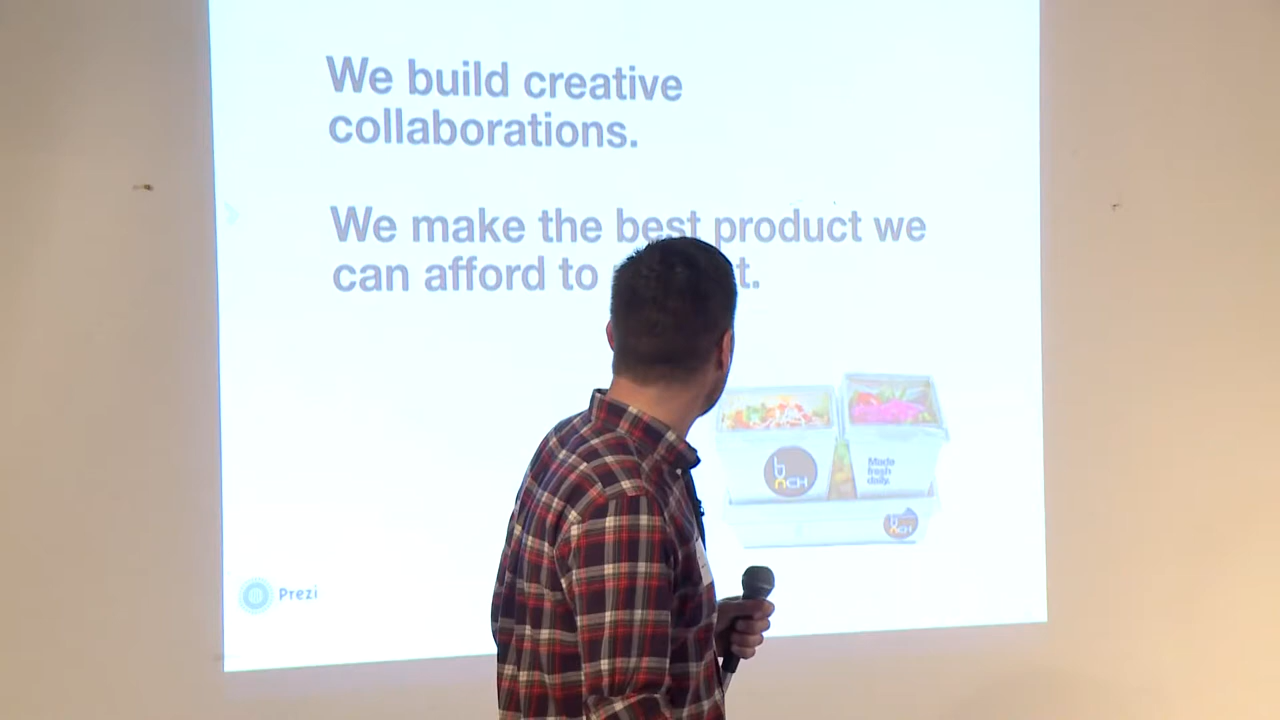 We build creative
collaborations.
We make the best product we
can afford to
Made
fresh
daily.
Prezi